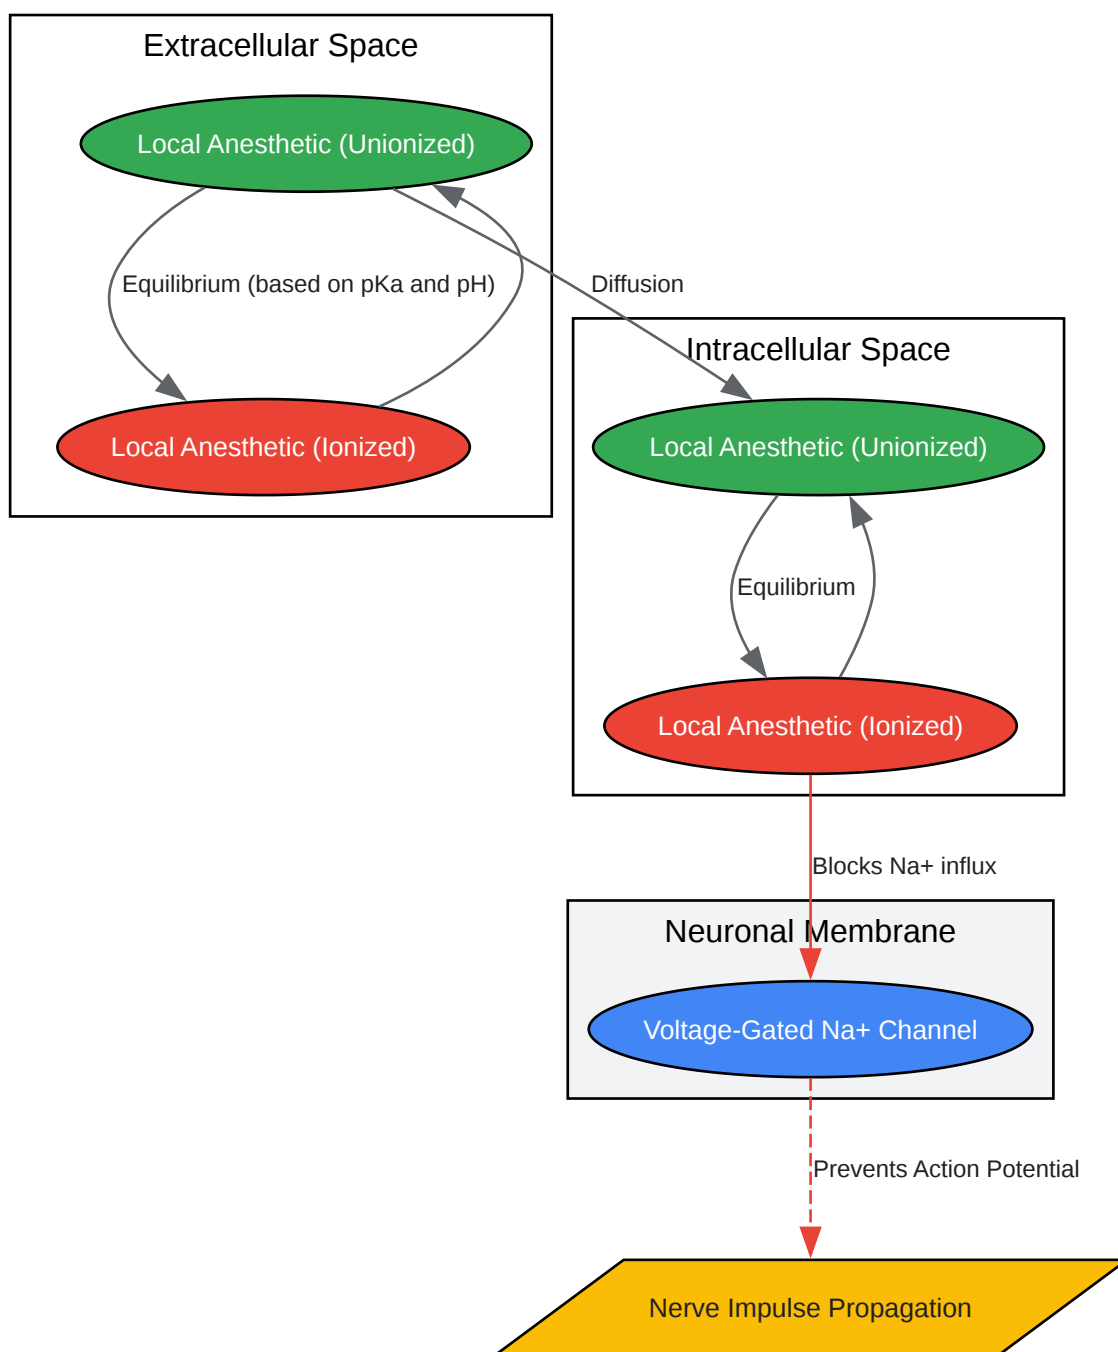 Extracellular Space
Local Anesthetic (Unionized)
Equilibrium (based on pKa and pH)
Diffusion
Local Anesthetic (Ionized)
Intracellular Space
Local Anesthetic (Unionized)
Equilibrium
Local Anesthetic (Ionized)
Blocks Na+ influx
Neuronal Membrane
Voltage-Gated Na+ Channel
Prevents Action Potential
Nerve Impulse Propagation